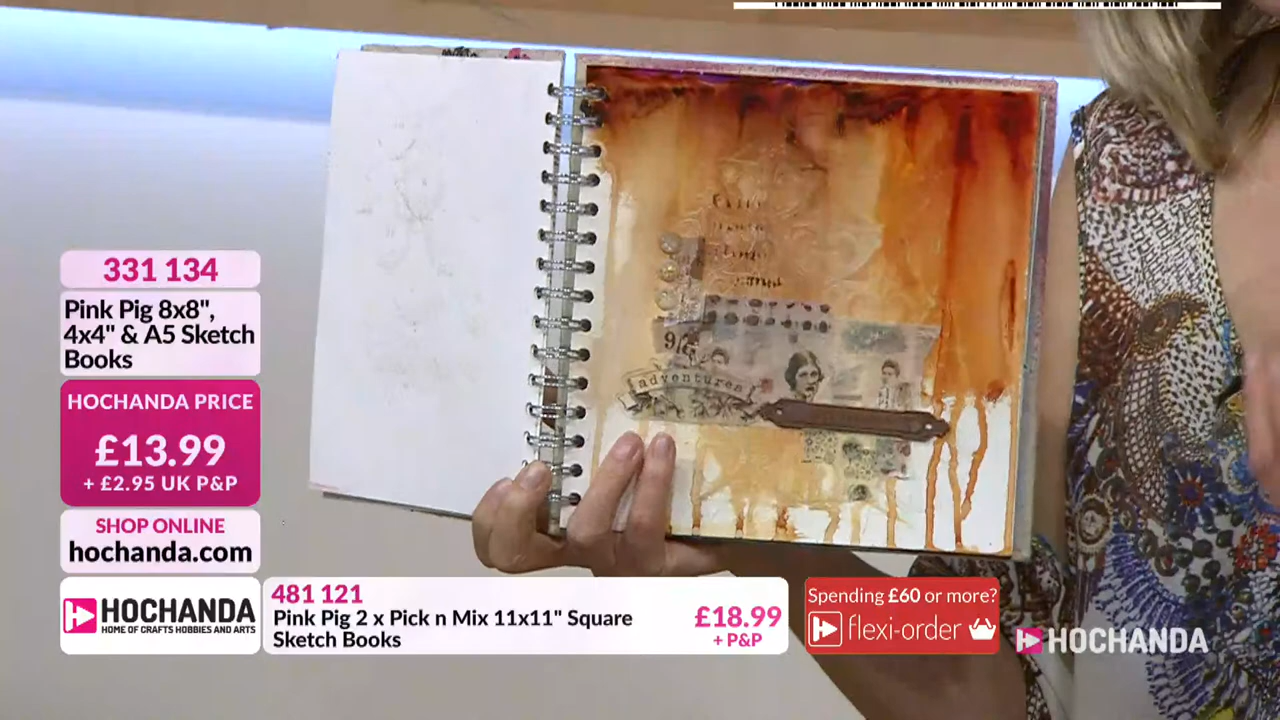 331 134
Pink Pig 8x8",
4x4" & A5 Sketch
Books
HOCHANDA PRICE
£13.99
+ £2.95 UK P&P
SHOP ONLINE
hochanda.com
HOCHANDA
HOME OF CRAFTS HOBBIES AND ARTS
481 121
Pink Pig 2 x Pick n Mix 11x11" Square
Sketch Books
£18.99
+ P&P
Spending £60 or more?
flexi-order
HOCHANDA
adventures